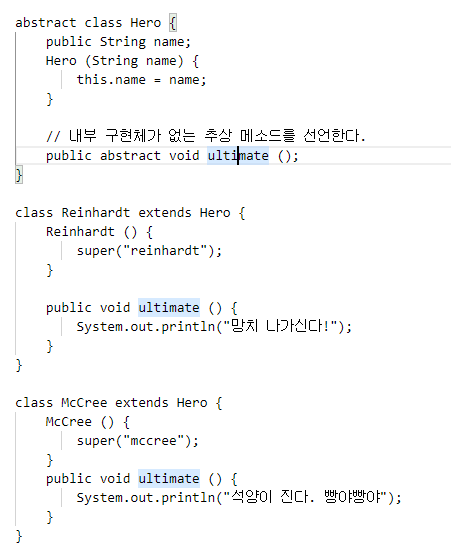 abstract class Hero {
    public String name;
    Hero (String name) {
        this.name = name;
    }
    // 내부 구현체가 없는 추상 메소드를 선언한다.
    public abstract void ultimate ();
}
class Reinhardt extends Hero {
    Reinhardt () {
        super("reinhardt");
    }
    public void ultimate () {
        System.out.println("망치 나가신다!");
    }
}
class McCree extends Hero {
    McCree () {
        super("mccree");
    }
    public void ultimate () {
        System.out.println("석양이 진다. 빵야빵야");
    }
}